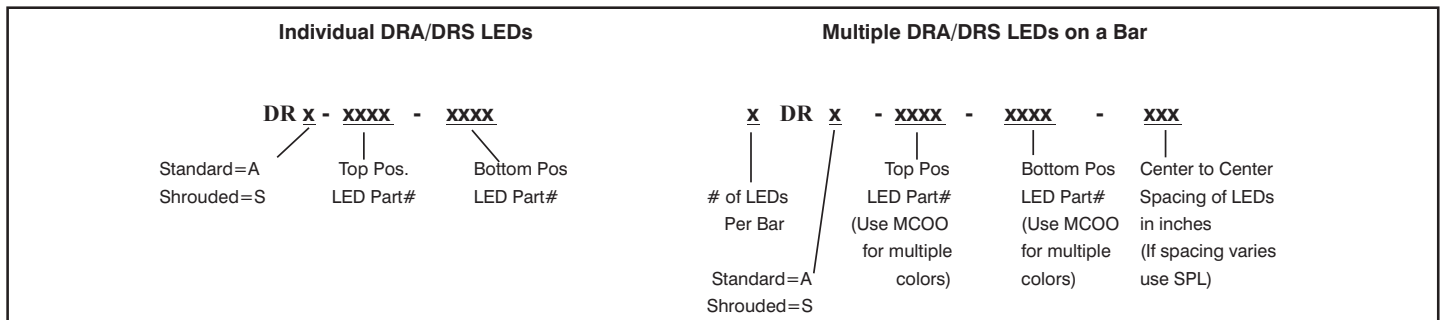 Individual DRA/DRS LEDs
DR x - xxxx - xxxx
Standard=A
Shrouded=S
Top Pos.
LED Part#
Bottom Pos
LED Part#
Multiple DRA/DRS LEDs on a Bar
x DR x - xxxx - xxxx - xxx
# of LEDs
Per Bar
Standard=A
Shrouded=S
Top Pos
LED Part#
(Use MCOO
for multiple
colors)
Bottom Pos
LED Part#
(Use MCOO
for multiple
colors)
Center to Center
Spacing of LEDs
in inches
(If spacing varies
use SPL)